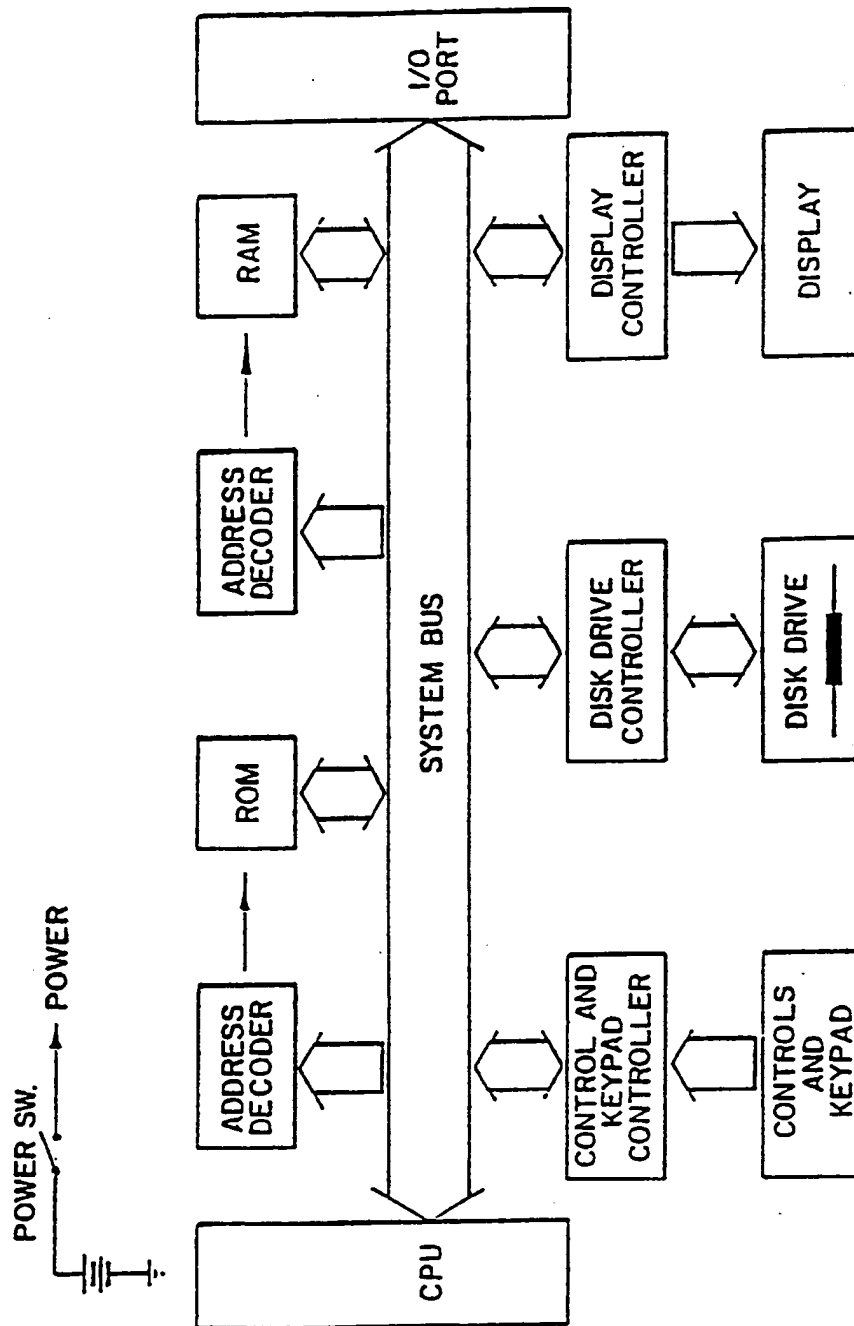 POWER SW.
POWER
ADDRESS
DECODER
ROM
ADDRESS
DECODER
RAM
CPU
SYSTEM BUS
I/O
PORT
CONTROL AND
KEYPAD
CONTROLLER
DISK DRIVE
CONTROLLER
DISPLAY
CONTROLLER
CONTROLS
AND
KEYPAD
DISK DRIVE
DISPLAY